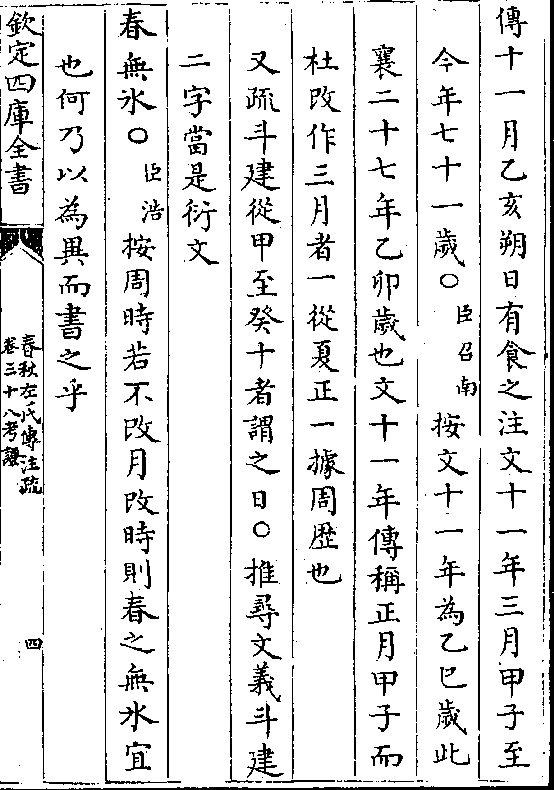 傳十一月乙亥朔日有食之注文十一年三月甲子至
今年七十一歲〇臣召南按文十一年為乙巳歲此
襄二十七年乙卯歲也文十一年傳稱正月甲子而
杜改作三月者一從夏正一據周歴也
又疏斗建從甲至癸十者謂之日〇推尋文義斗建
二字當是衍文
春無氷〇臣浩按周時若不改月改時則春之無氷宜
也何乃以為異而書之乎
欽定四庫全書
春秋左氏傳注疏
卷三十八考證
四